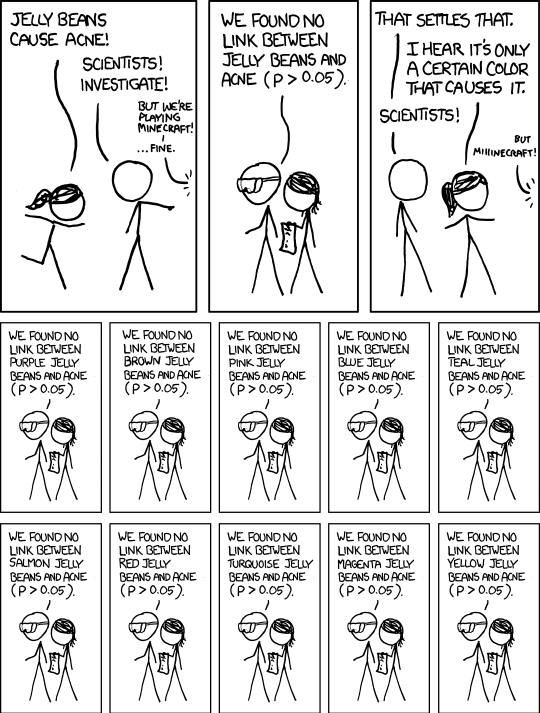 JELLY BEANS
CAUSE ACNE!
SCIENTISTS!
INVESTIGATE!
BUT WE'RE
PLAYING
MINECRAFT!
...FINE.
WE FOUND NO
LINK BETWEEN
JELLY BEANS AND
ACNE (P > 0.05).
THAT SETTLES THAT.
I HEAR IT'S ONLY
A CERTAIN COLOR
THAT CAUSES IT.
SCIENTISTS!
BUT
MIIINECRAFT!
WE FOUND NO
LINK BETWEEN
PURPLE JELLY
BEANS AND ACNE
(P > 0.05).
WE FOUND NO
LINK BETWEEN
BROWN JELLY
BEANS AND ACNE
(P > 0.05).
WE FOUND NO
LINK BETWEEN
PINK JELLY
BEANS AND ACNE
(P > 0.05).
WE FOUND NO
LINK BETWEEN
BLUE JELLY
BEANS AND ACNE
(P > 0.05).
WE FOUND NO
LINK BETWEEN
TEAL JELLY
BEANS AND ACNE
(P > 0.05).
WE FOUND NO
LINK BETWEEN
SALMON JELLY
BEANS AND ACNE
(P > 0.05).
WE FOUND NO
LINK BETWEEN
RED JELLY
BEANS AND ACNE
(P > 0.05).
WE FOUND NO
LINK BETWEEN
TURQUOISE JELLY
BEANS AND ACNE
(P > 0.05).
WE FOUND NO
LINK BETWEEN
MAGENTA JELLY
BEANS AND ACNE
(P > 0.05).
WE FOUND NO
LINK BETWEEN
YELLOW JELLY
BEANS AND ACNE
(P > 0.05).